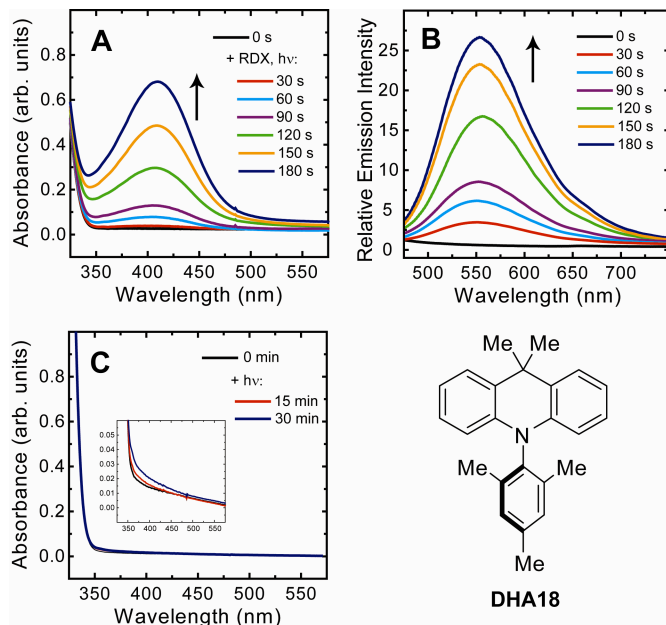 A
0 s
+ RDX, hν:
30 s
60 s
90 s
120 s
150 s
180 s
Absorbance (arb. units)
0.8
0.6
0.4
0.2
0.0
350 400 450 500 550
Wavelength (nm)
B
0 s
30 s
60 s
90 s
120 s
150 s
180 s
Relative Emission Intensity
25
20
15
10
5
0
500 550 600 650 700
Wavelength (nm)
C
0 min
+ hν:
15 min
30 min
Absorbance (arb. units)
0.8
0.6
0.4
0.2
0.0
0.05
0.04
0.03
0.02
0.01
0.00
350 400 450 500 550
350 400 450 500 550
Wavelength (nm)
Me Me
N
Me Me
Me
DHA18